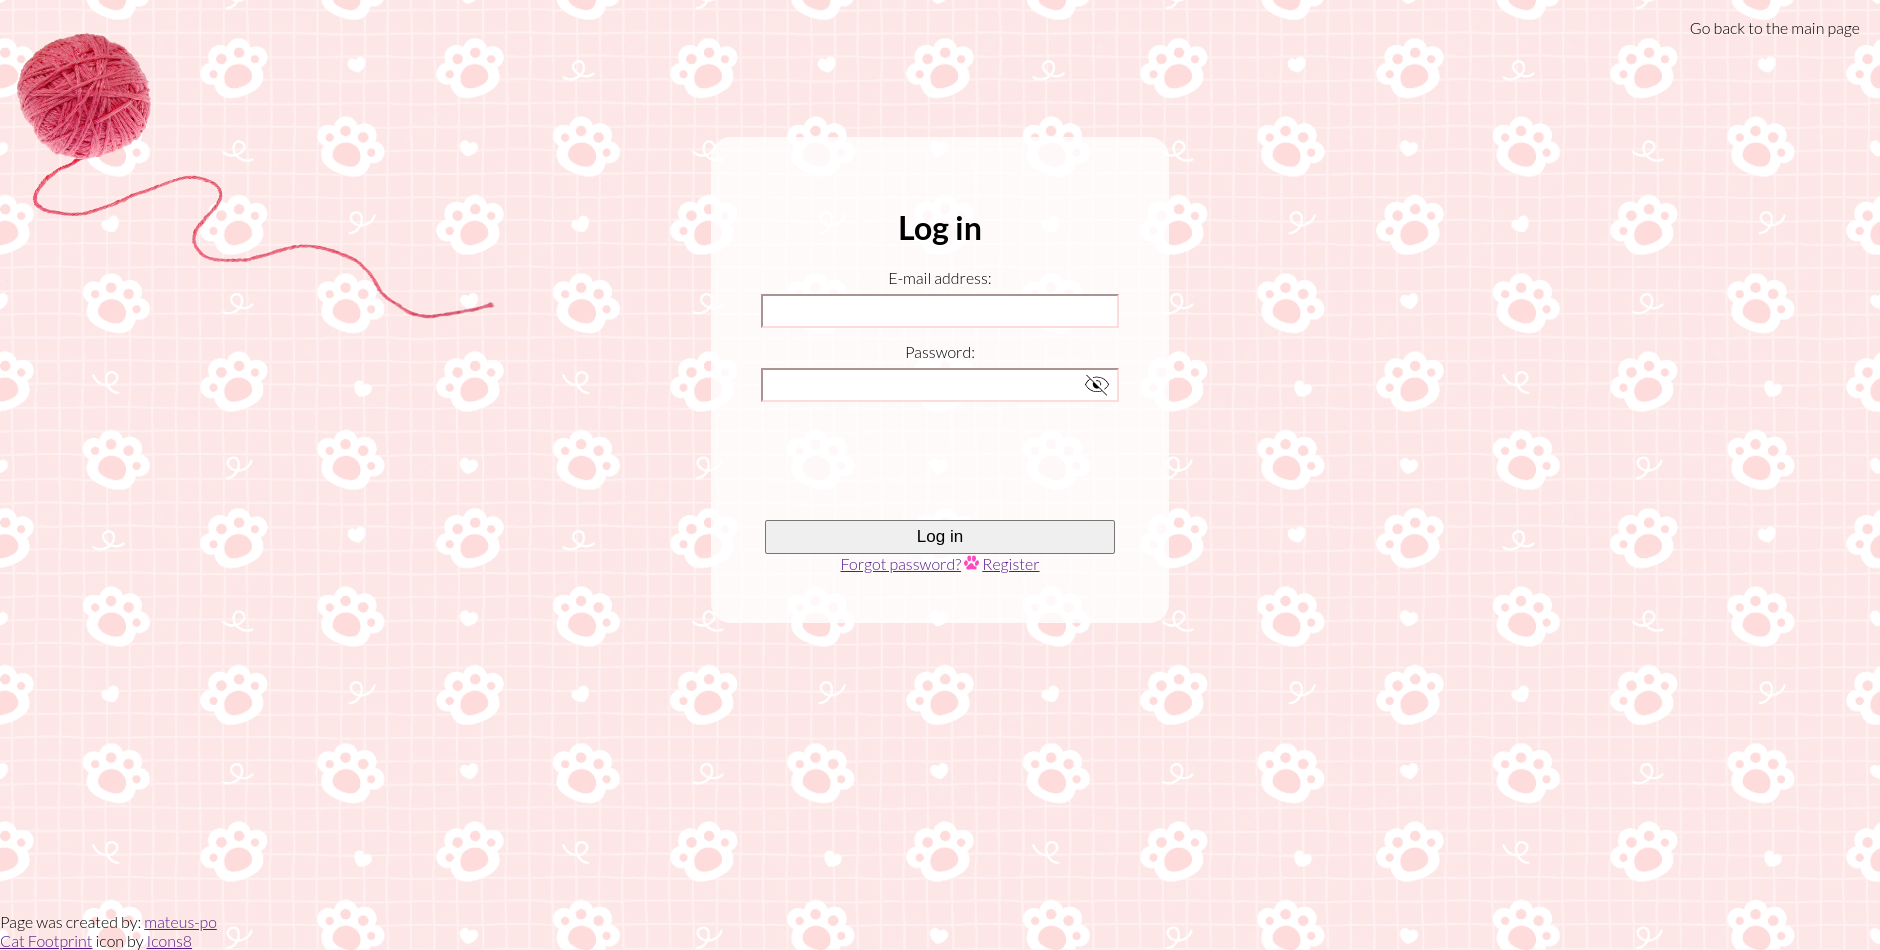 Go back to the main page
Log in
E-mail address:
Password:
Log in
Forgot password? Register
Page was created by: mateus-po
Cat Footprint icon by Icons8